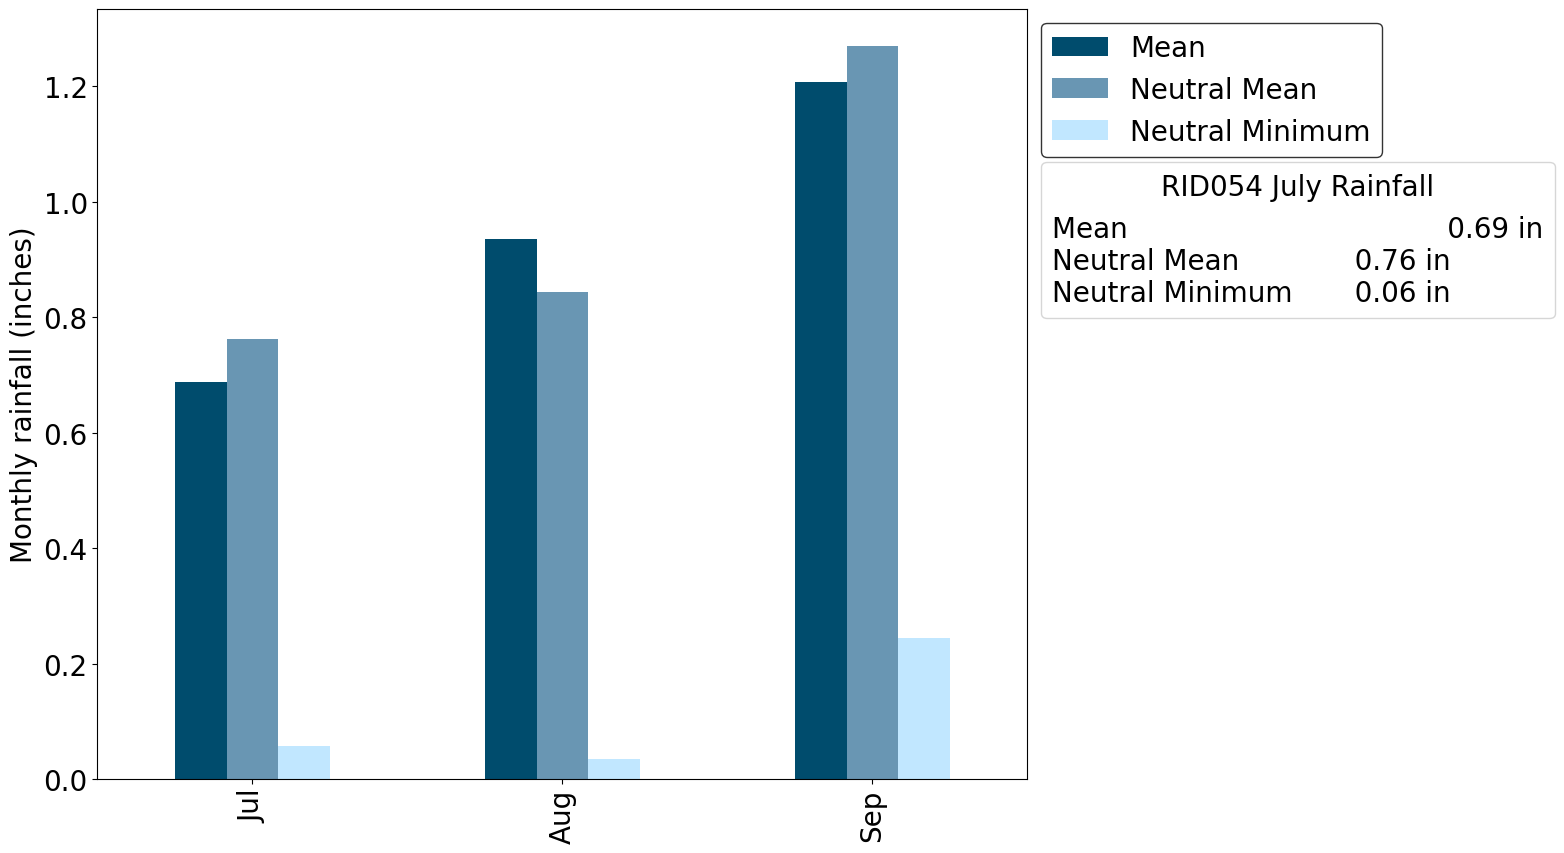 Monthly rainfall (inches)
1.2
1.0
0.8
0.6
0.4
0.2
0.0
Jul
Aug
Sep
Mean
Neutral Mean
Neutral Minimum
RID054 July Rainfall
Mean 0.69 in
Neutral Mean 0.76 in
Neutral Minimum 0.06 in